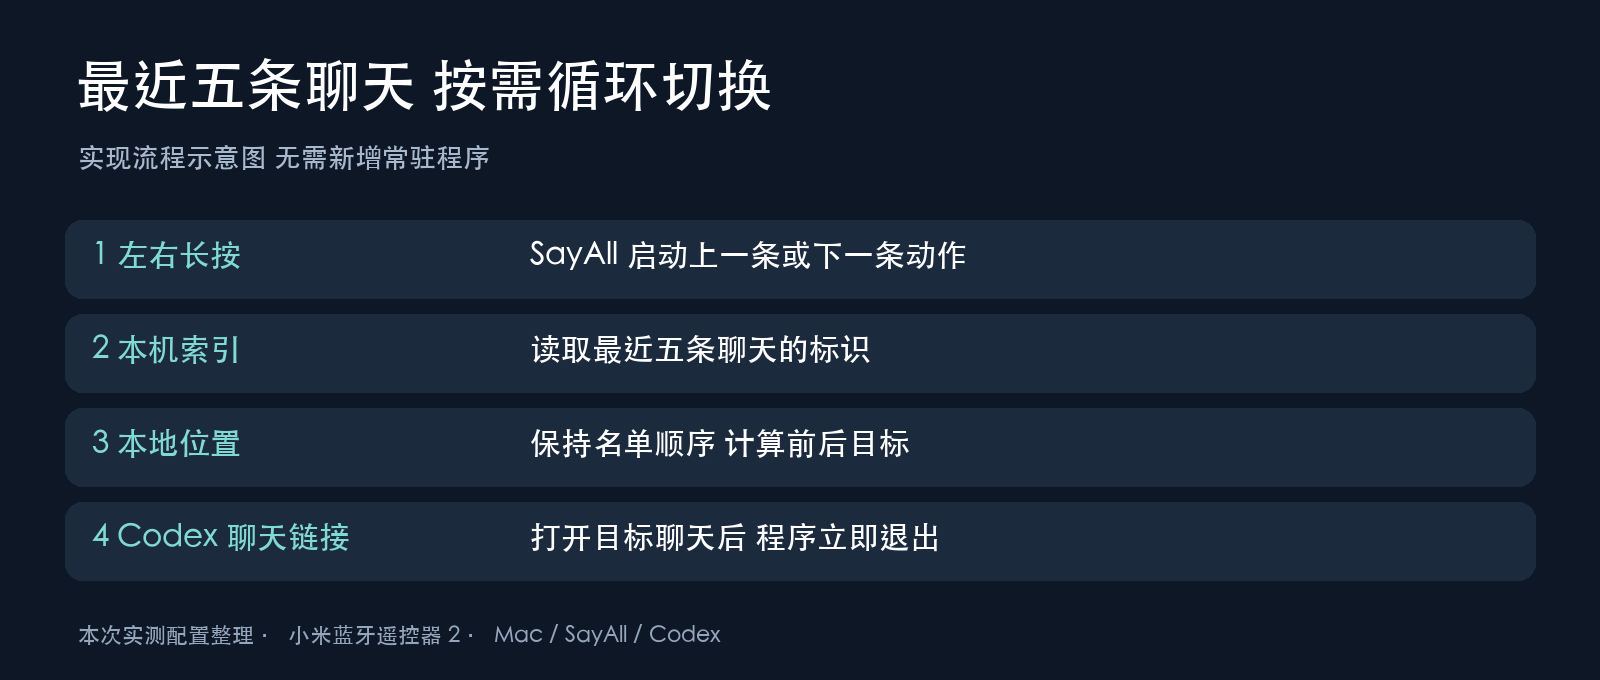 最近五条聊天 按需循环切换
实现流程示意图 无需新增常驻程序
1 左右长按 SayAll 启动上一条或下一条动作
2 本机索引 读取最近五条聊天的标识
3 本地位置 保持名单顺序 计算前后目标
4 Codex 聊天链接 打开目标聊天后 程序立即退出
本次实测配置整理 · 小米蓝牙遥控器 2 · Mac / SayAll / Codex